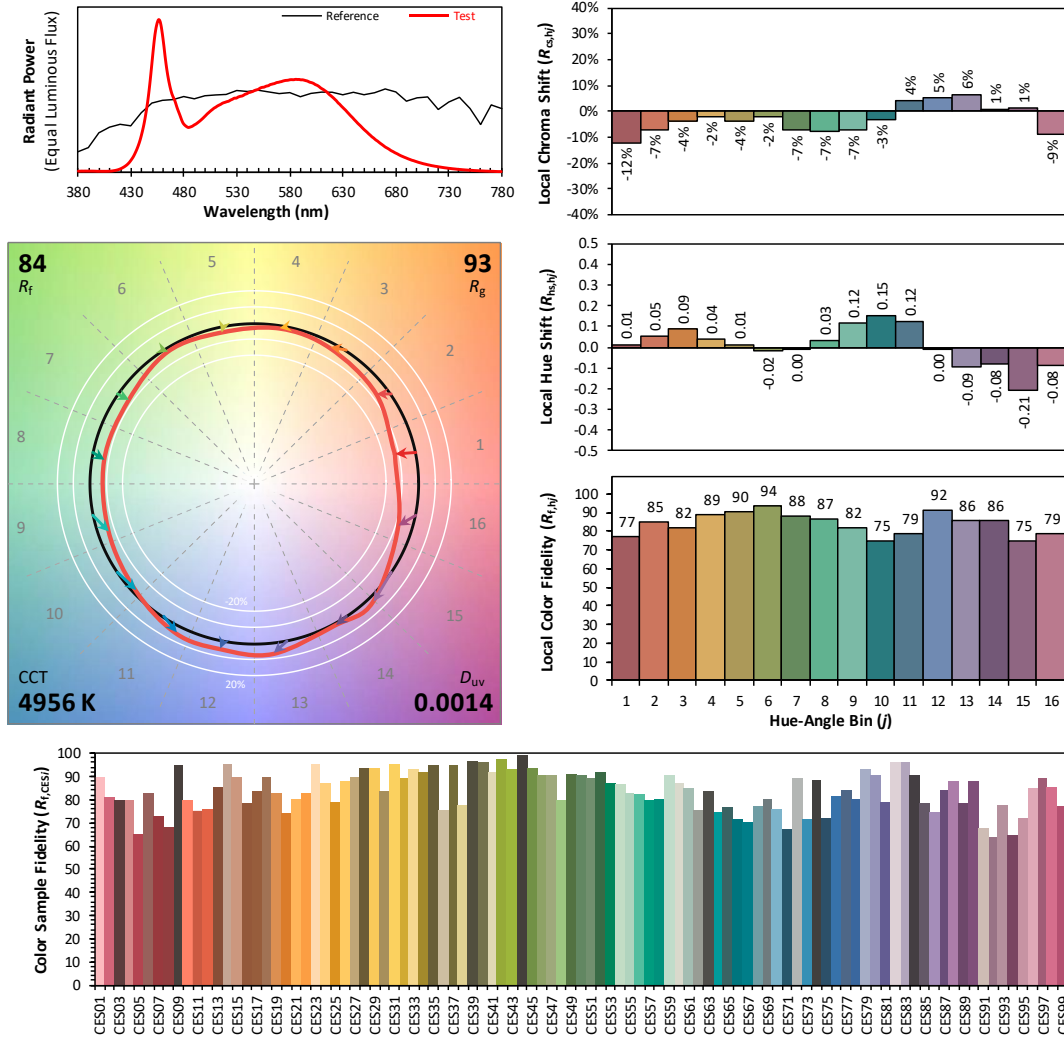 Radiant Power
(Equal Luminous Flux)
Reference
Test
380 430 480 530 580 630 680 730 780
Wavelength (nm)
Local Chroma Shift (Rcs,hj)
40%
30%
20%
10%
0%
-10%
-20%
-30%
-40%
-12% -7% -4% -2% -4% -2% -7% -7% -7% -3% 4% 5% 6% 1% 1% -9%
84
Rf
93
Rg
5 4
6 3
7 2
8 1
9 16
10 15
11 14
12 13
-20%
20%
CCT
4956 K
Duv
0.0014
Local Hue Shift (Rhs,hj)
0.5
0.4
0.3
0.2
0.1
0.0
-0.1
-0.2
-0.3
-0.4
-0.5
0.01 0.05 0.09 0.04 0.01 -0.02 0.00 0.03 0.12 0.15 0.12 0.00 -0.09 -0.08 -0.21 -0.08
Local Color Fidelity (Rf,hj)
100
90
80
70
60
50
40
30
20
10
0
77 85 82 89 90 94 88 87 82 75 79 92 86 86 75 79
1 2 3 4 5 6 7 8 9 10 11 12 13 14 15 16
Hue-Angle Bin (j)
Color Sample Fidelity (Rf,CESi)
100
90
80
70
60
50
40
30
20
10
0
CES01 CES03 CES05 CES07 CES09 CES11 CES13 CES15 CES17 CES19 CES21 CES23 CES25 CES27 CES29 CES31 CES33 CES35 CES37 CES39 CES41 CES43 CES45 CES47 CES49 CES51 CES53 CES55 CES57 CES59 CES61 CES63 CES65 CES67 CES69 CES71 CES73 CES75 CES77 CES79 CES81 CES83 CES85 CES87 CES89 CES91 CES93 CES95 CES97 CES99